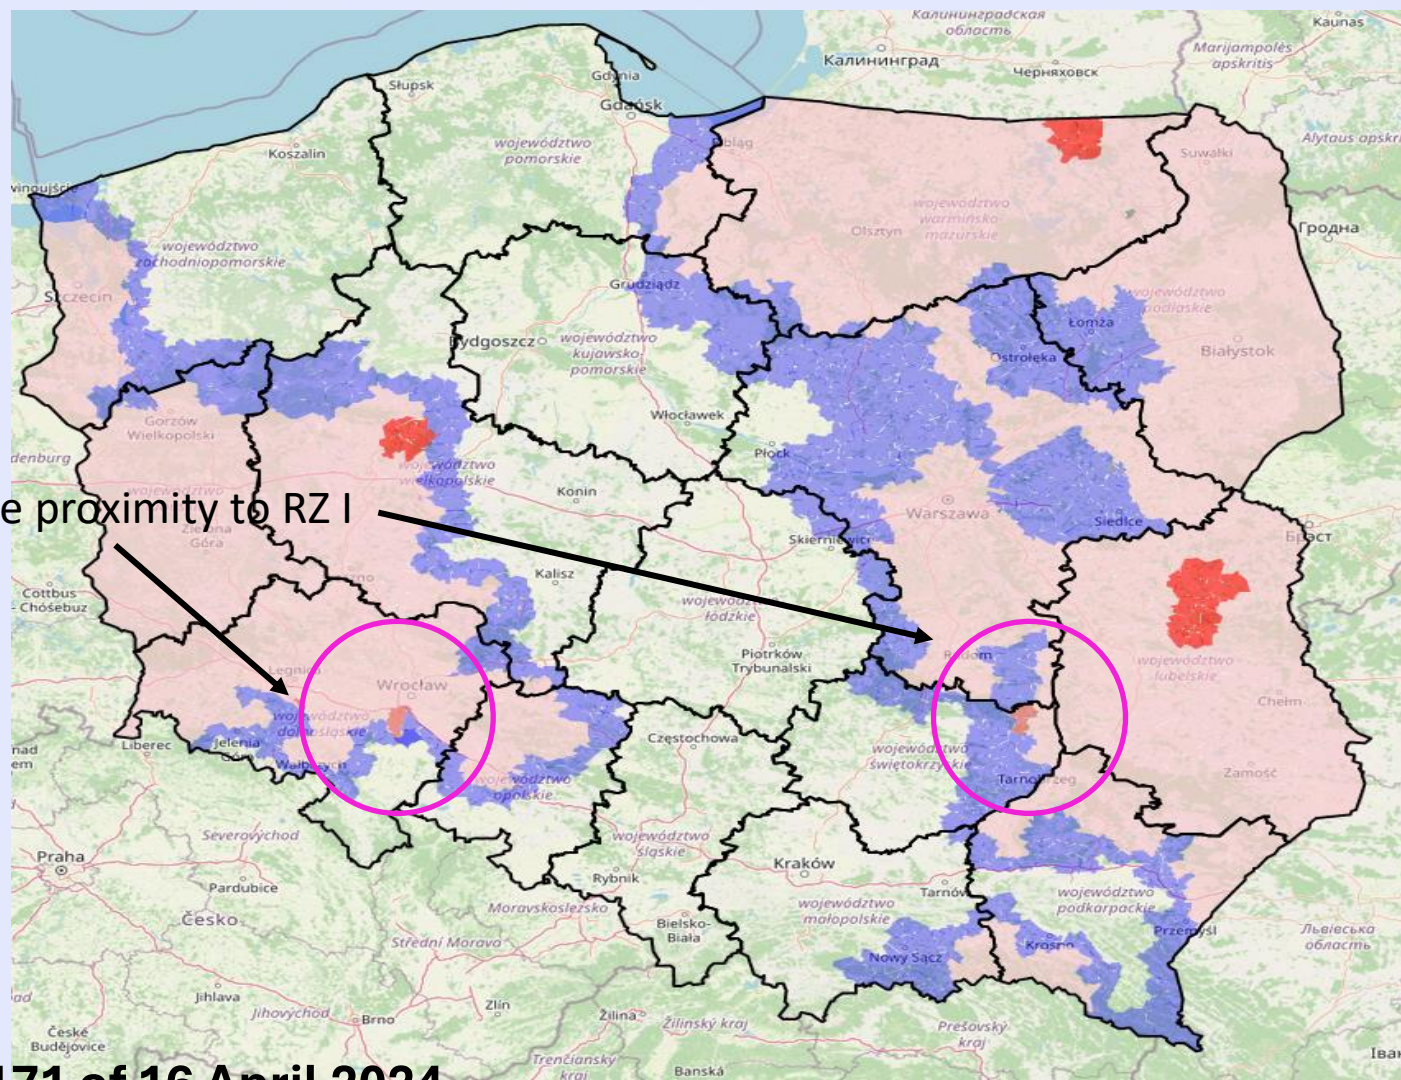 Калининградская
область
Kaunas
Marijampolės
apskritis
Калининград
Черняховск
Słupsk
Gdynia
Gdańsk
Alytaus apskri
Koszalin
województwo
pomorskie
Suwałki
województwo
warmińsko
mazurskie
Olsztyn
Гродна
województwo
zachodniopomorskie
Szczecin
Grudziądz
województwo
podlaskie
Łomża
Białystok
Bydgoszcz
województwo
kujawsko-
pomorskie
Ostrołęka
Włocławek
Gorzów
Wielkopolski
denburg
województwo
wielkopolskie
Płock
Konin
e proximity to RZ I
Zielona
Góra
Warszawa
Siedlce
Skierniewice
Брэст
Kalisz
Cottbus
- Chóśebuz
województwo
łódzkie
Piotrków
Trybunalski
Radom
województwo
lubelskie
Legnica
Wrocław
Chełm
województwo
dolnośląskie
Liberec
Jelenia
Góra
Wałbrzych
Częstochowa
województwo
świętokrzyskie
Tarnobrzeg
Zamość
województwo
opolskie
Severovýchod
województwo
śląskie
Praha
Kraków
Rybnik
Pardubice
Tarnów
województwo
podkarpackie
Moravskoslezsko
województwo
małopolskie
Česko
Bielsko-
Biała
Przemyśl
Львівська
область
Střední Morava
Krosno
Nowy Sącz
Jihlava
Zlín
Jihovýchod
Brno
Žilina
Žilinský kraj
Prešovský
kraj
České
Budějovice
Trenčiansky
kraj
Banská
171 of 16 April 2024